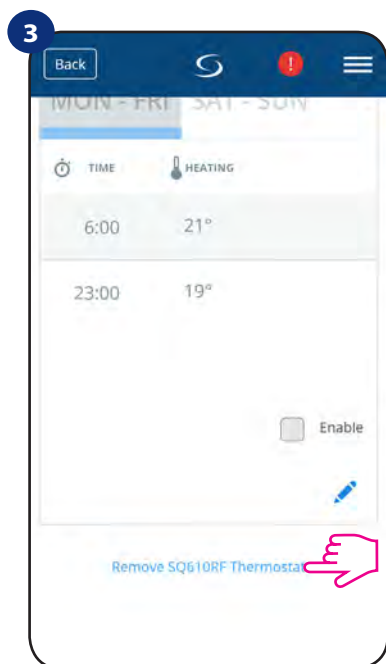 3
Back
MON - FRI SAT - SUN
TIME HEATING
6:00 21°
23:00 19°
Enable
Remove SQ610RF Thermostat